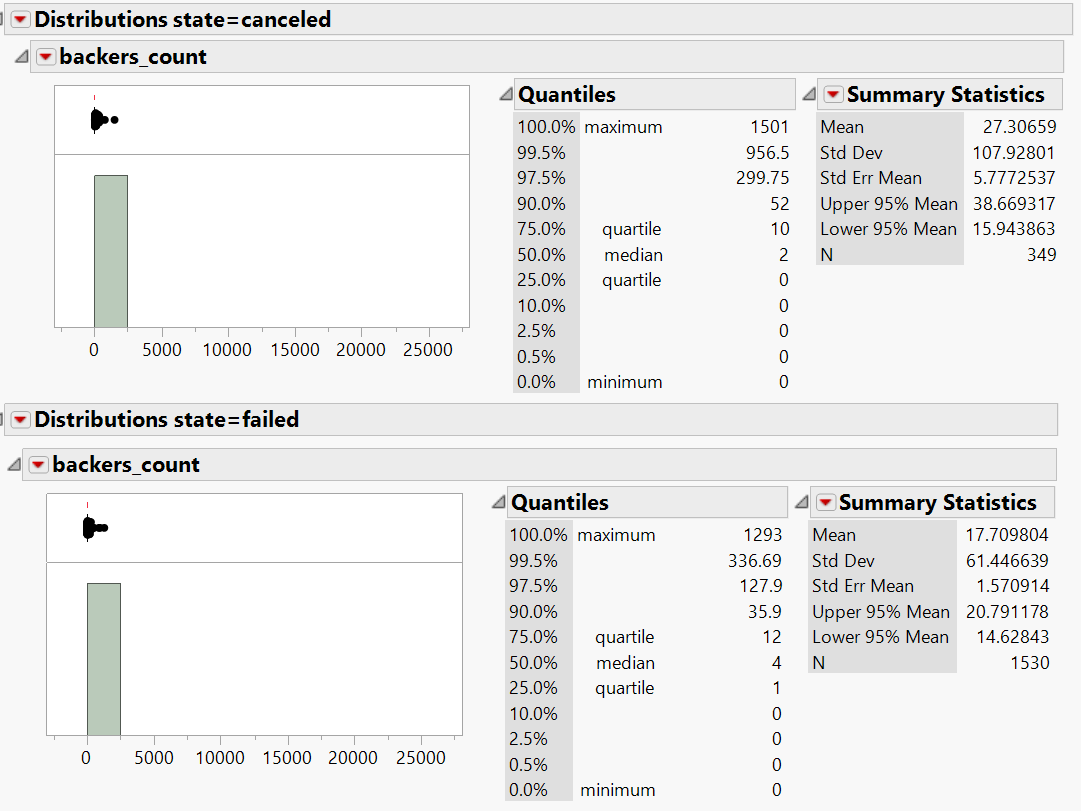 Distributions state=canceled
backers_count
Quantiles
100.0% maximum 1501
99.5% 956.5
97.5% 299.75
90.0% 52
75.0% quartile 10
50.0% median 2
25.0% quartile 0
10.0% 0
2.5% 0
0.5% 0
0.0% minimum 0
Summary Statistics
Mean 27.30659
Std Dev 107.92801
Std Err Mean 5.7772537
Upper 95% Mean 38.669317
Lower 95% Mean 15.943863
N 349
0 5000 10000 15000 20000 25000
Distributions state=failed
backers_count
Quantiles
100.0% maximum 1293
99.5% 336.69
97.5% 127.9
90.0% 35.9
75.0% quartile 12
50.0% median 4
25.0% quartile 1
10.0% 0
2.5% 0
0.5% 0
0.0% minimum 0
Summary Statistics
Mean 17.709804
Std Dev 61.446639
Std Err Mean 1.570914
Upper 95% Mean 20.791178
Lower 95% Mean 14.62843
N 1530
0 5000 10000 15000 20000 25000